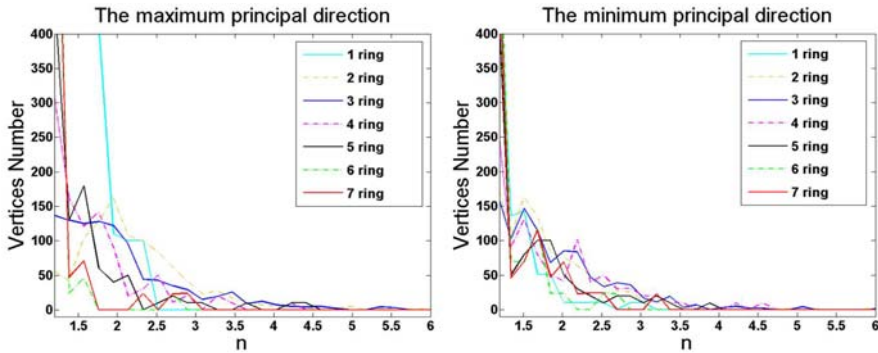 The maximum principal direction
400
350
300
250
200
150
100
50
0
Vertices Number
1 ring
2 ring
3 ring
4 ring
5 ring
6 ring
7 ring
1.5 2 2.5 3 3.5 4 4.5 5 5.5 6
n
The minimum principal direction
400
350
300
250
200
150
100
50
0
Vertices Number
1 ring
2 ring
3 ring
4 ring
5 ring
6 ring
7 ring
1.5 2 2.5 3 3.5 4 4.5 5 5.5 6
n